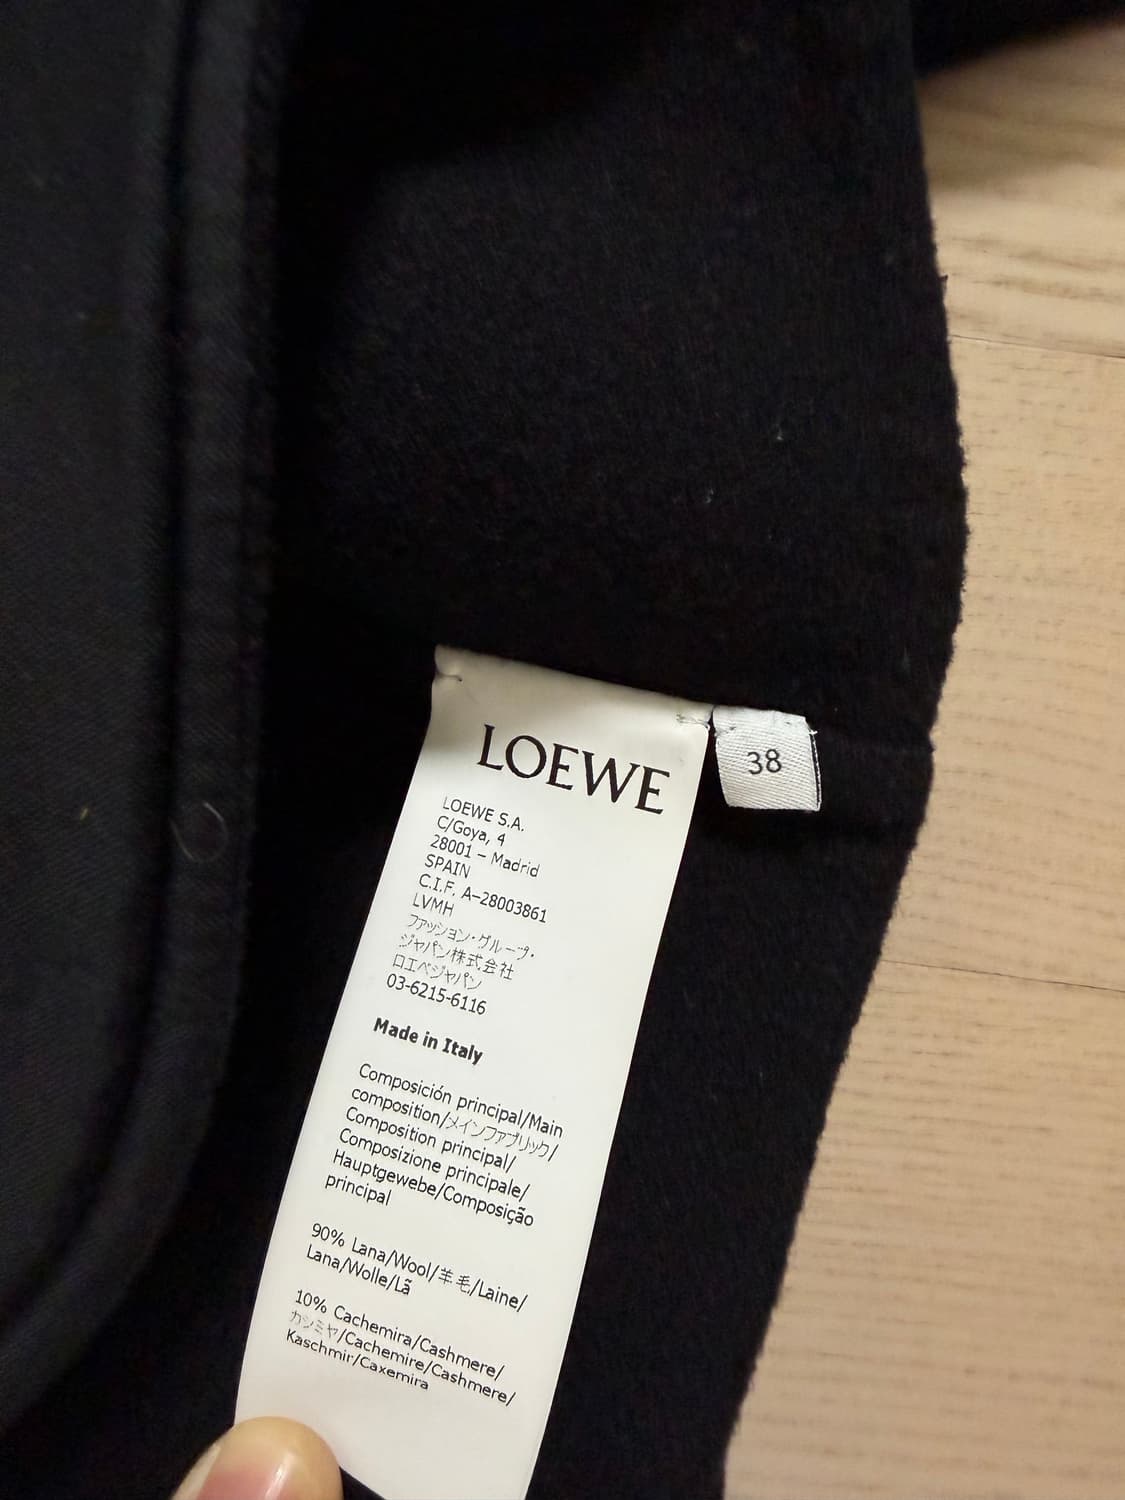 LOEWE
38
LOEWE S.A.
C/Goya, 4
28001 – Madrid
SPAIN
C.I.F. A–28003861
LVMH
ファッション・グループ・
ジャパン株式会社
ロエベジャパン
03-6215-6116
Made in Italy
Composición principal/Main
composition/メインファブリック/
Composition principal/
Composizione principale/
Hauptgewebe/Composição
principal
90% Lana/Wool/羊毛/Laine/
Lana/Wolle/Lã
10% Cachemira/Cashmere/
カシミヤ/Cachemire/Cashmere/
Kaschmir/Caxemira